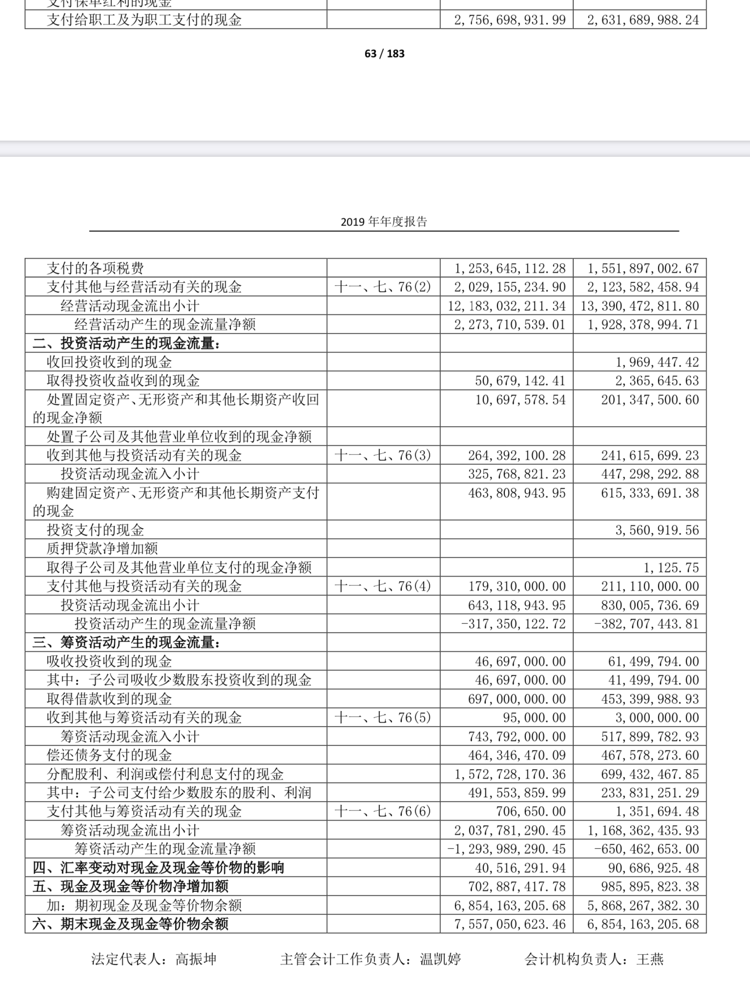 支付保单红利的现金
支付给职工及为职工支付的现金 2,756,698,931.99 2,631,689,988.24
63 / 183
2019 年年度报告
支付的各项税费 1,253,645,112.28 1,551,897,002.67
支付其他与经营活动有关的现金 十一、七、76(2) 2,029,155,234.90 2,123,582,458.94
经营活动现金流出小计 12,183,032,211.34 13,390,472,811.80
经营活动产生的现金流量净额 2,273,710,539.01 1,928,378,994.71
二、投资活动产生的现金流量：
收回投资收到的现金 1,969,447.42
取得投资收益收到的现金 50,679,142.41 2,365,645.63
处置固定资产、无形资产和其他长期资产收回 10,697,578.54 201,347,500.60
的现金净额
处置子公司及其他营业单位收到的现金净额
收到其他与投资活动有关的现金 十一、七、76(3) 264,392,100.28 241,615,699.23
投资活动现金流入小计 325,768,821.23 447,298,292.88
购建固定资产、无形资产和其他长期资产支付 463,808,943.95 615,333,691.38
的现金
投资支付的现金 3,560,919.56
质押贷款净增加额
取得子公司及其他营业单位支付的现金净额 1,125.75
支付其他与投资活动有关的现金 十一、七、76(4) 179,310,000.00 211,110,000.00
投资活动现金流出小计 643,118,943.95 830,005,736.69
投资活动产生的现金流量净额 -317,350,122.72 -382,707,443.81
三、筹资活动产生的现金流量：
吸收投资收到的现金 46,697,000.00 61,499,794.00
其中：子公司吸收少数股东投资收到的现金 46,697,000.00 41,499,794.00
取得借款收到的现金 697,000,000.00 453,399,988.93
收到其他与筹资活动有关的现金 十一、七、76(5) 95,000.00 3,000,000.00
筹资活动现金流入小计 743,792,000.00 517,899,782.93
偿还债务支付的现金 464,346,470.09 467,578,273.60
分配股利、利润或偿付利息支付的现金 1,572,728,170.36 699,432,467.85
其中：子公司支付给少数股东的股利、利润 491,553,859.99 233,831,251.29
支付其他与筹资活动有关的现金 十一、七、76(6) 706,650.00 1,351,694.48
筹资活动现金流出小计 2,037,781,290.45 1,168,362,435.93
筹资活动产生的现金流量净额 -1,293,989,290.45 -650,462,653.00
四、汇率变动对现金及现金等价物的影响 40,516,291.94 90,686,925.48
五、现金及现金等价物净增加额 702,887,417.78 985,895,823.38
加：期初现金及现金等价物余额 6,854,163,205.68 5,868,267,382.30
六、期末现金及现金等价物余额 7,557,050,623.46 6,854,163,205.68
法定代表人：高振坤 主管会计工作负责人：温凯婷 会计机构负责人：王燕